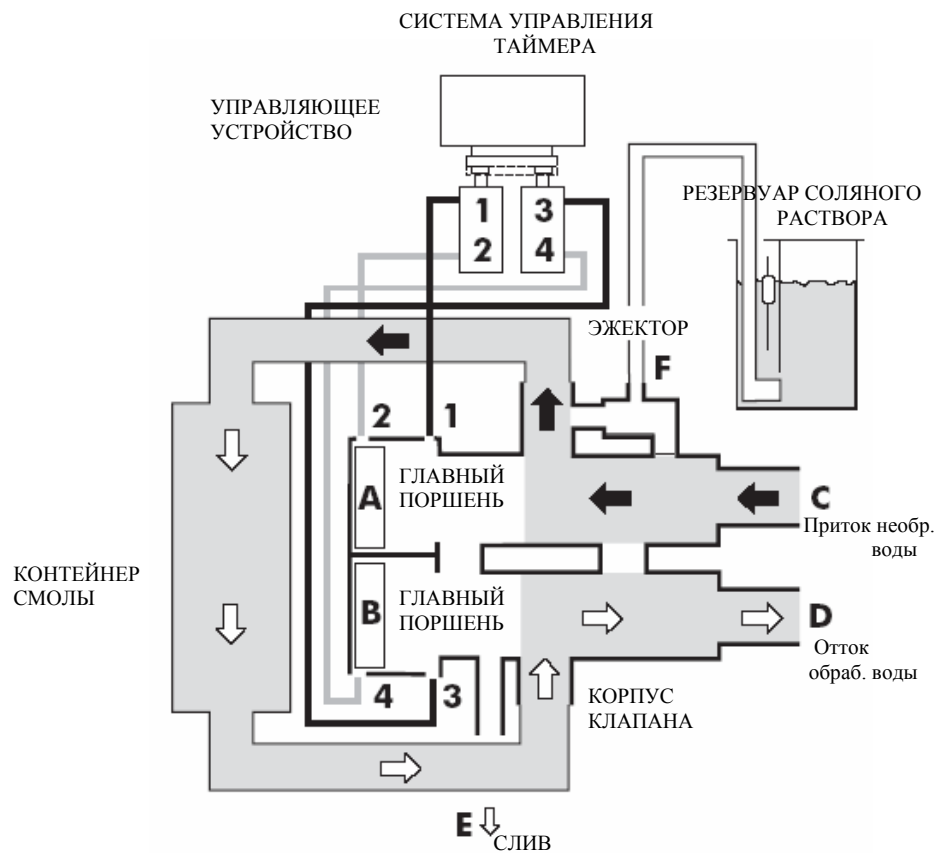 СИСТЕМА УПРАВЛЕНИЯ
ТАЙМЕРА
УПРАВЛЯЮЩЕЕ
УСТРОЙСТВО
1
3
2
4
РЕЗЕРВУАР СОЛЯНОГО
РАСТВОРА
ЭЖЕКТОР
F
2
1
ГЛАВНЫЙ
ПОРШЕНЬ
A
C
Приток необр.
воды
КОНТЕЙНЕР
СМОЛЫ
ГЛАВНЫЙ
ПОРШЕНЬ
B
D
Отток
обраб. воды
4
3
КОРПУС
КЛАПАНА
E
СЛИВ